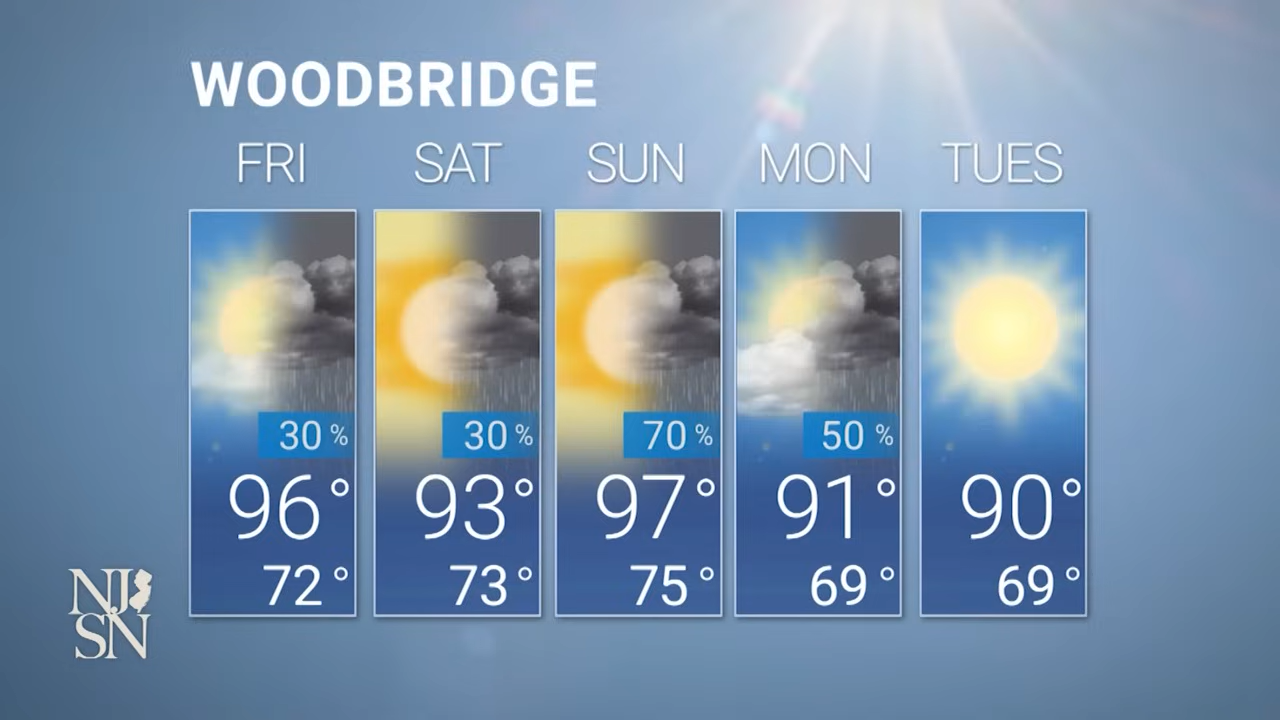 WOODBRIDGE
FRI SAT SUN MON TUES
30 % 30 % 70 % 50 %
96° 93° 97° 91° 90°
72° 73° 75° 69° 69°
NJ
SN